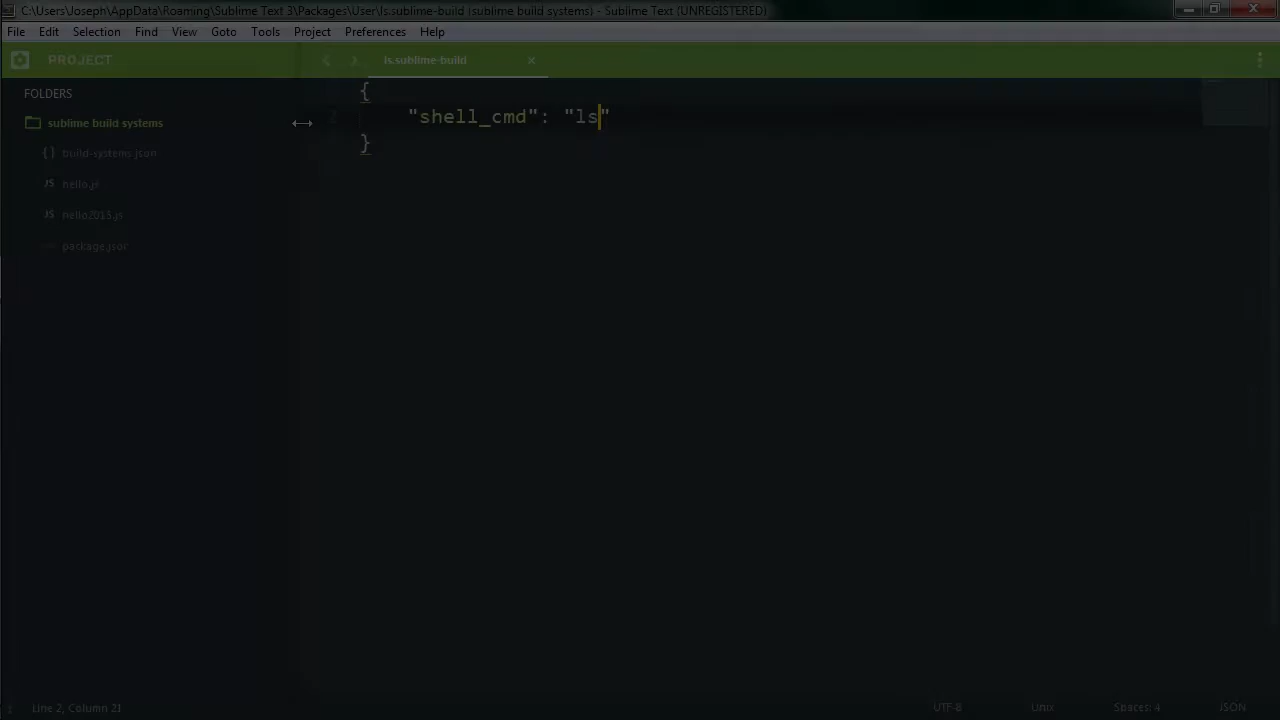 C:\Users\Joseph\AppData\Roaming\Sublime Text 3\Packages\User\ls.sublime-build (sublime build systems) - Sublime Text (UNREGISTERED)
File Edit Selection Find View Goto Tools Project Preferences Help
PROJECT
ls.sublime-build
FOLDERS
sublime build systems
build-systems.json
hello.js
hello2013.js
package.json
{
2 "shell_cmd": "ls"
}
Line 2, Column 21
UTF-8 Unix Spaces: 4 JSON